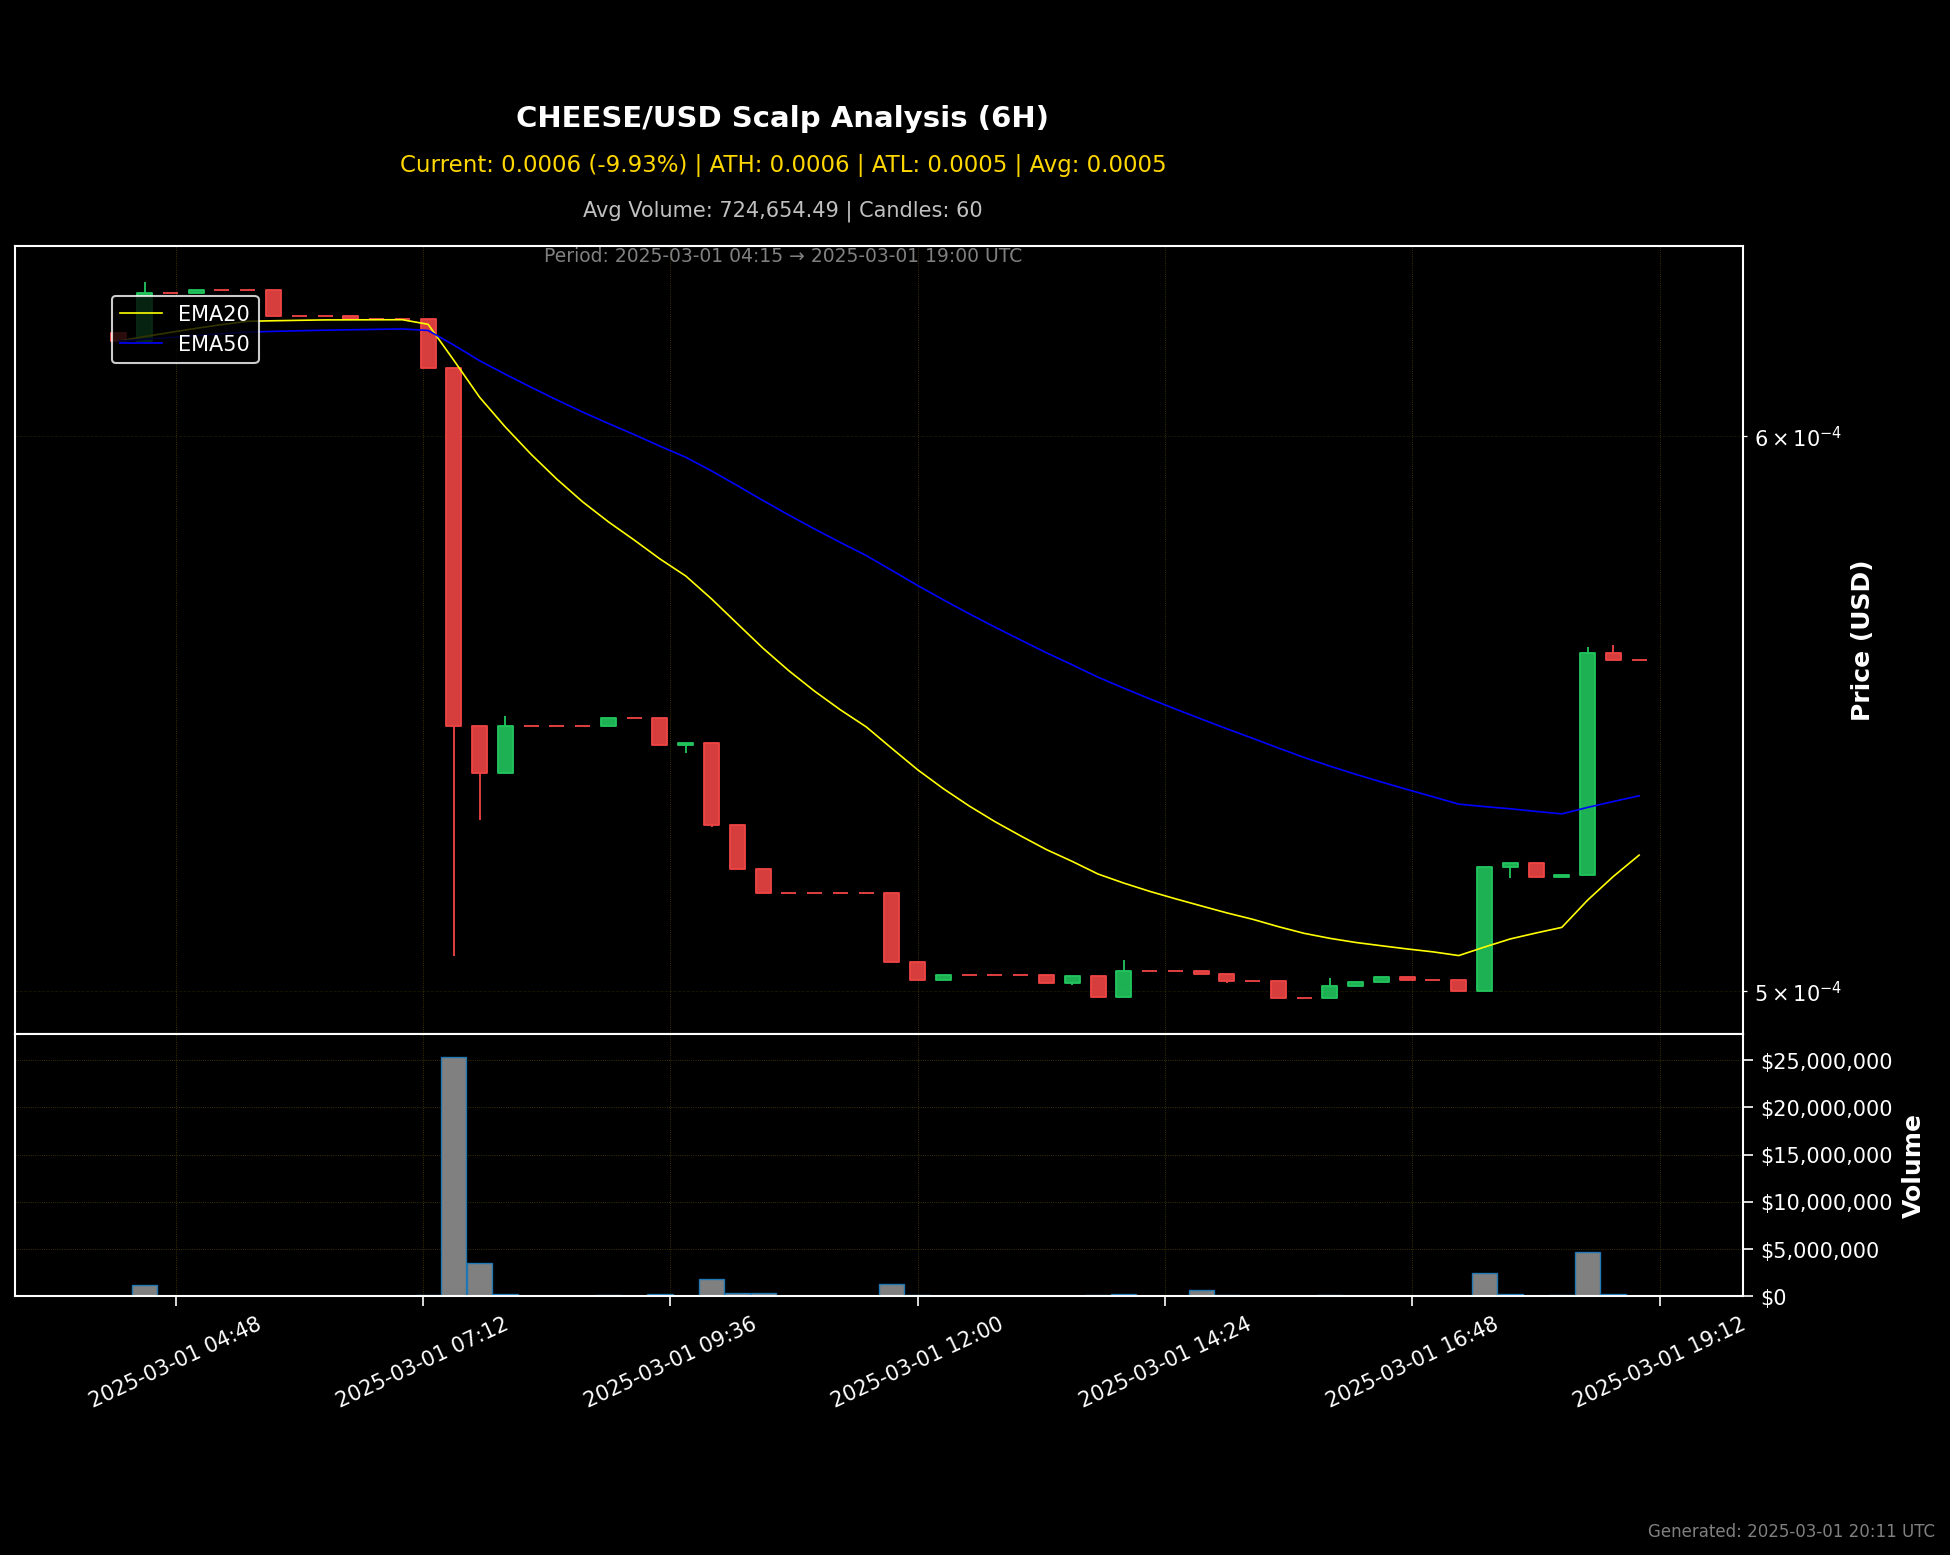 CHEESE/USD Scalp Analysis (6H)
Current: 0.0006 (-9.93%) | ATH: 0.0006 | ATL: 0.0005 | Avg: 0.0005
Avg Volume: 724,654.49 | Candles: 60
Period: 2025-03-01 04:15 → 2025-03-01 19:00 UTC
EMA20
EMA50
6 × 10⁻⁴
Price (USD)
5 × 10⁻⁴
$25,000,000
$20,000,000
$15,000,000
$10,000,000
$5,000,000
$0
Volume
2025-03-01 04:48
2025-03-01 07:12
2025-03-01 09:36
2025-03-01 12:00
2025-03-01 14:24
2025-03-01 16:48
2025-03-01 19:12
Generated: 2025-03-01 20:11 UTC